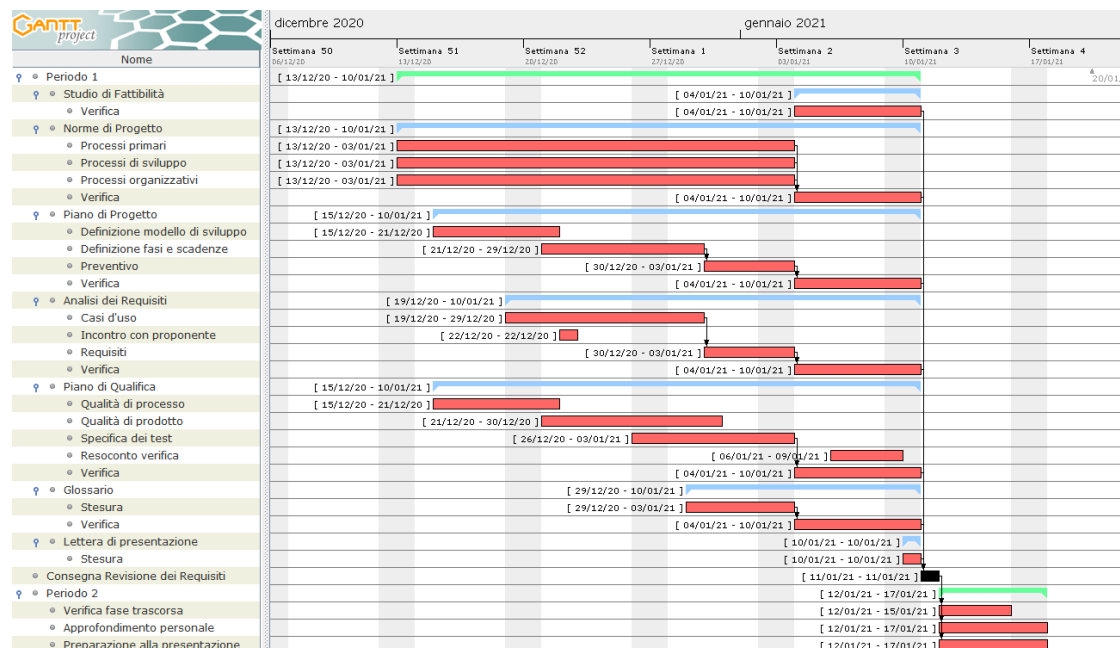 GANTT
project
dicembre 2020
gennaio 2021
Nome
Settimana 50
Settimana 51
Settimana 52
Settimana 1
Settimana 2
Settimana 3
Settimana 4
06/12/20
13/12/20
20/12/20
27/12/20
03/01/21
10/01/21
17/01/21
Periodo 1
[ 13/12/20 - 10/01/21 ]
20/01
Studio di Fattibilità
[ 04/01/21 - 10/01/21 ]
Verifica
[ 04/01/21 - 10/01/21 ]
Norme di Progetto
[ 13/12/20 - 10/01/21 ]
Processi primari
[ 13/12/20 - 03/01/21 ]
Processi di sviluppo
[ 13/12/20 - 03/01/21 ]
Processi organizzativi
[ 13/12/20 - 03/01/21 ]
Verifica
[ 04/01/21 - 10/01/21 ]
Piano di Progetto
[ 15/12/20 - 10/01/21 ]
Definizione modello di sviluppo
[ 15/12/20 - 21/12/20 ]
Definizione fasi e scadenze
[ 21/12/20 - 29/12/20 ]
Preventivo
[ 30/12/20 - 03/01/21 ]
Verifica
[ 04/01/21 - 10/01/21 ]
Analisi dei Requisiti
[ 19/12/20 - 10/01/21 ]
Casi d'uso
[ 19/12/20 - 29/12/20 ]
Incontro con proponente
[ 22/12/20 - 22/12/20 ]
Requisiti
[ 30/12/20 - 03/01/21 ]
Verifica
[ 04/01/21 - 10/01/21 ]
Piano di Qualifica
[ 15/12/20 - 10/01/21 ]
Qualità di processo
[ 15/12/20 - 21/12/20 ]
Qualità di prodotto
[ 21/12/20 - 30/12/20 ]
Specifica dei test
[ 26/12/20 - 03/01/21 ]
Resoconto verifica
[ 06/01/21 - 09/01/21 ]
Verifica
[ 04/01/21 - 10/01/21 ]
Glossario
[ 29/12/20 - 10/01/21 ]
Stesura
[ 29/12/20 - 03/01/21 ]
Verifica
[ 04/01/21 - 10/01/21 ]
Lettera di presentazione
[ 10/01/21 - 10/01/21 ]
Stesura
[ 10/01/21 - 10/01/21 ]
Consegna Revisione dei Requisiti
[ 11/01/21 - 11/01/21 ]
Periodo 2
[ 12/01/21 - 17/01/21 ]
Verifica fase trascorsa
[ 12/01/21 - 15/01/21 ]
Approfondimento personale
[ 12/01/21 - 17/01/21 ]
Preparazione alla presentazione
[ 12/01/21 - 17/01/21 ]